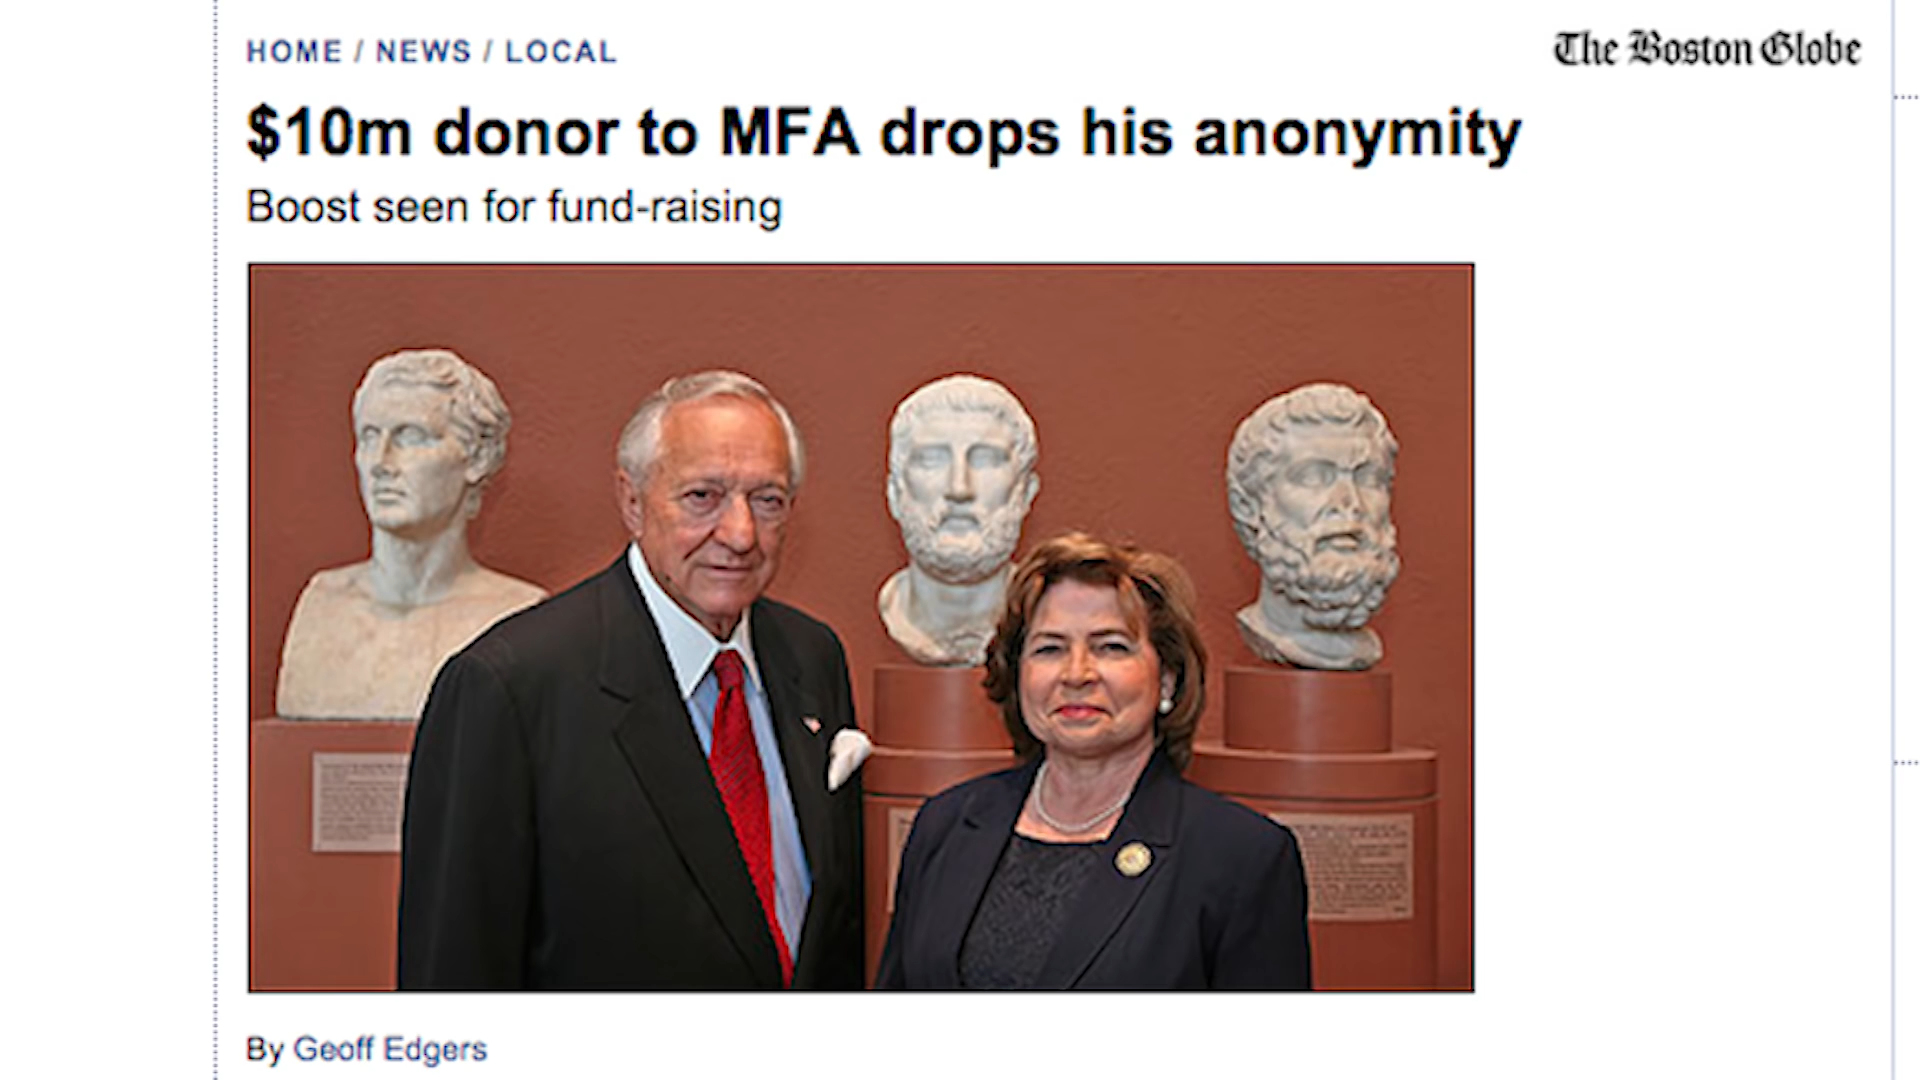 HOME / NEWS / LOCAL
The Boston Globe
$10m donor to MFA drops his anonymity
Boost seen for fund-raising
By Geoff Edgers